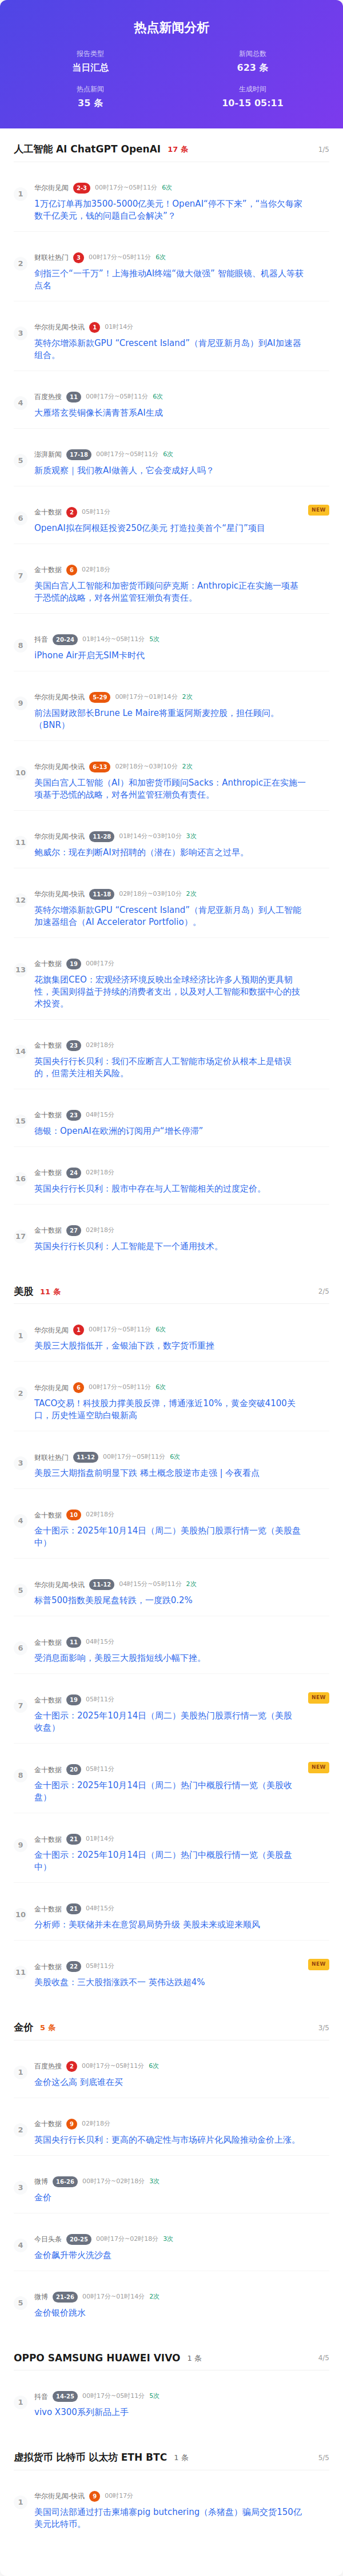 热点新闻分析
报告类型
当日汇总
新闻总数
623 条
热点新闻
35 条
生成时间
10-15 05:11
人工智能 AI ChatGPT OpenAI 17 条 1/5
1
华尔街见闻 2-3 00时17分~05时11分 6次
1万亿订单再加3500-5000亿美元！OpenAI“停不下来”，“当你欠每家
数千亿美元，钱的问题自己会解决”？
2
财联社热门 3 00时17分~05时11分 6次
剑指三个“一千万”！上海推动AI终端“做大做强” 智能眼镜、机器人等获
点名
3
华尔街见闻-快讯 1 01时14分
英特尔增添新款GPU “Crescent Island”（肯尼亚新月岛）到AI加速器
组合。
4
百度热搜 11 00时17分~05时11分 6次
大雁塔玄奘铜像长满青苔系AI生成
5
澎湃新闻 17-18 00时17分~05时11分 6次
新质观察｜我们教AI做善人，它会变成好人吗？
6
金十数据 2 05时11分 NEW
OpenAI拟在阿根廷投资250亿美元 打造拉美首个“星门”项目
7
金十数据 6 02时18分
美国白宫人工智能和加密货币顾问萨克斯：Anthropic正在实施一项基
于恐慌的战略，对各州监管狂潮负有责任。
8
抖音 20-24 01时14分~05时11分 5次
iPhone Air开启无SIM卡时代
9
华尔街见闻-快讯 5-29 00时17分~01时14分 2次
前法国财政部长Brune Le Maire将重返阿斯麦控股，担任顾问。
（BNR）
10
华尔街见闻-快讯 6-13 02时18分~03时10分 2次
美国白宫人工智能（AI）和加密货币顾问Sacks：Anthropic正在实施一
项基于恐慌的战略，对各州监管狂潮负有责任。
11
华尔街见闻-快讯 11-28 01时14分~03时10分 3次
鲍威尔：现在判断AI对招聘的（潜在）影响还言之过早。
12
华尔街见闻-快讯 11-18 02时18分~03时10分 2次
英特尔增添新款GPU “Crescent Island”（肯尼亚新月岛）到人工智能
加速器组合（AI Accelerator Portfolio）。
13
金十数据 19 00时17分
花旗集团CEO：宏观经济环境反映出全球经济比许多人预期的更具韧
性，美国则得益于持续的消费者支出，以及对人工智能和数据中心的技
术投资。
14
金十数据 23 02时18分
英国央行行长贝利：我们不应断言人工智能市场定价从根本上是错误
的，但需关注相关风险。
15
金十数据 23 04时15分
德银：OpenAI在欧洲的订阅用户“增长停滞”
16
金十数据 24 02时18分
英国央行行长贝利：股市中存在与人工智能相关的过度定价。
17
金十数据 27 02时18分
英国央行行长贝利：人工智能是下一个通用技术。
美股 11 条 2/5
1
华尔街见闻 1 00时17分~05时11分 6次
美股三大股指低开，金银油下跌，数字货币重挫
2
华尔街见闻 6 00时17分~05时11分 6次
TACO交易！科技股力撑美股反弹，博通涨近10%，黄金突破4100关
口，历史性逼空助白银新高
3
财联社热门 11-12 00时17分~05时11分 6次
美股三大期指盘前明显下跌 稀土概念股逆市走强 | 今夜看点
4
金十数据 10 02时18分
金十图示：2025年10月14日（周二）美股热门股票行情一览（美股盘
中）
5
华尔街见闻-快讯 11-12 04时15分~05时11分 2次
标普500指数美股尾盘转跌，一度跌0.2%
6
金十数据 11 04时15分
受消息面影响，美股三大股指短线小幅下挫。
7
金十数据 19 05时11分 NEW
金十图示：2025年10月14日（周二）美股热门股票行情一览（美股
收盘）
8
金十数据 20 05时11分 NEW
金十图示：2025年10月14日（周二）热门中概股行情一览（美股收
盘）
9
金十数据 21 01时14分
金十图示：2025年10月14日（周二）热门中概股行情一览（美股盘
中）
10
金十数据 21 04时15分
分析师：美联储并未在意贸易局势升级 美股未来或迎来顺风
11
金十数据 22 05时11分 NEW
美股收盘：三大股指涨跌不一 英伟达跌超4%
金价 5 条 3/5
1
百度热搜 2 00时17分~05时11分 6次
金价这么高 到底谁在买
2
金十数据 9 02时18分
英国央行行长贝利：更高的不确定性与市场碎片化风险推动金价上涨。
3
微博 16-26 00时17分~02时18分 3次
金价
4
今日头条 20-25 00时17分~02时18分 3次
金价飙升带火洗沙盘
5
微博 21-26 00时17分~01时14分 2次
金价银价跳水
OPPO SAMSUNG HUAWEI VIVO 1 条 4/5
1
抖音 14-25 00时17分~05时11分 5次
vivo X300系列新品上手
虚拟货币 比特币 以太坊 ETH BTC 1 条 5/5
1
华尔街见闻-快讯 9 00时17分
美国司法部通过打击柬埔寨pig butchering（杀猪盘）骗局交货150亿
美元比特币。